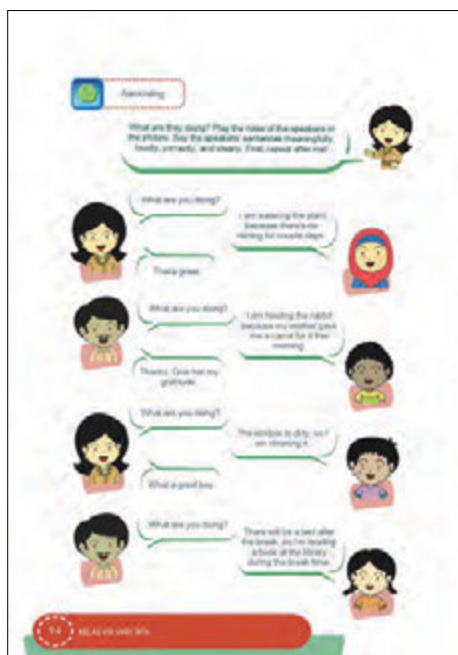 Associating
What are they doing? Play the roles of the speakers in
the picture. Say the speakers' sentences meaningfully,
loudly, correctly, and clearly. First, repeat after me!
What are you doing?
I am watering the plant
because there's no
raining for couple days.
That's great.
What are you doing?
I am feeding the rabbit
because my mother gave
me a carrot for it this
morning.
Thanks. Give her my
gratitude.
What are you doing?
The window is dirty, so I
am cleaning it.
What a good boy.
What are you doing?
There will be a test after
the break, so I'm reading
a book at the library
during the break time.
94
KELAS VIII SMP/MTs